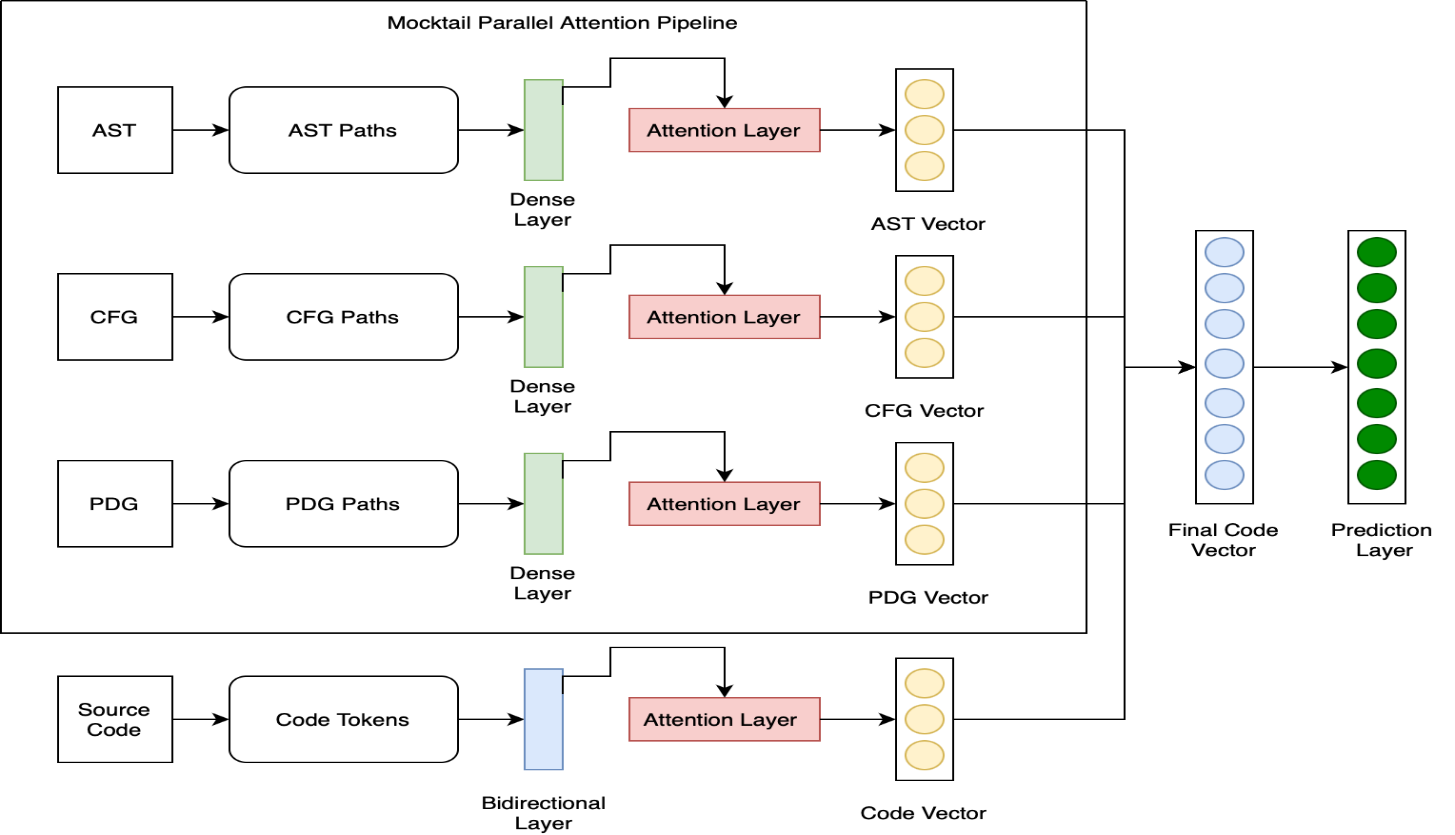 Mocktail Parallel Attention Pipeline
AST
AST Paths
Dense
Layer
Attention Layer
AST Vector
CFG
CFG Paths
Dense
Layer
Attention Layer
CFG Vector
PDG
PDG Paths
Dense
Layer
Attention Layer
PDG Vector
Source
Code
Code Tokens
Bidirectional
Layer
Attention Layer
Code Vector
Final Code
Vector
Prediction
Layer